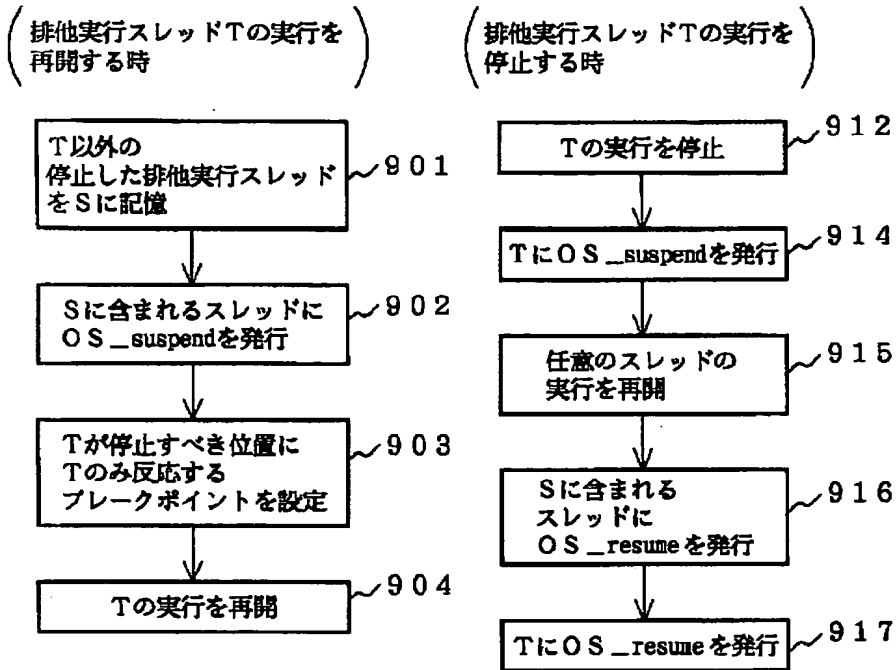 排他実行スレッドTの実行を
再開する時
T以外の
停止した排他実行スレッド
をSに記憶
901
Sに含まれるスレッドに
OS_suspendを発行
902
Tが停止すべき位置に
Tのみ反応する
ブレークポイントを設定
903
Tの実行を再開
904
排他実行スレッドTの実行を
停止する時
Tの実行を停止
912
TにOS_suspendを発行
914
任意のスレッドの
実行を再開
915
Sに含まれる
スレッドに
OS_resumeを発行
916
TにOS_resumeを発行
917